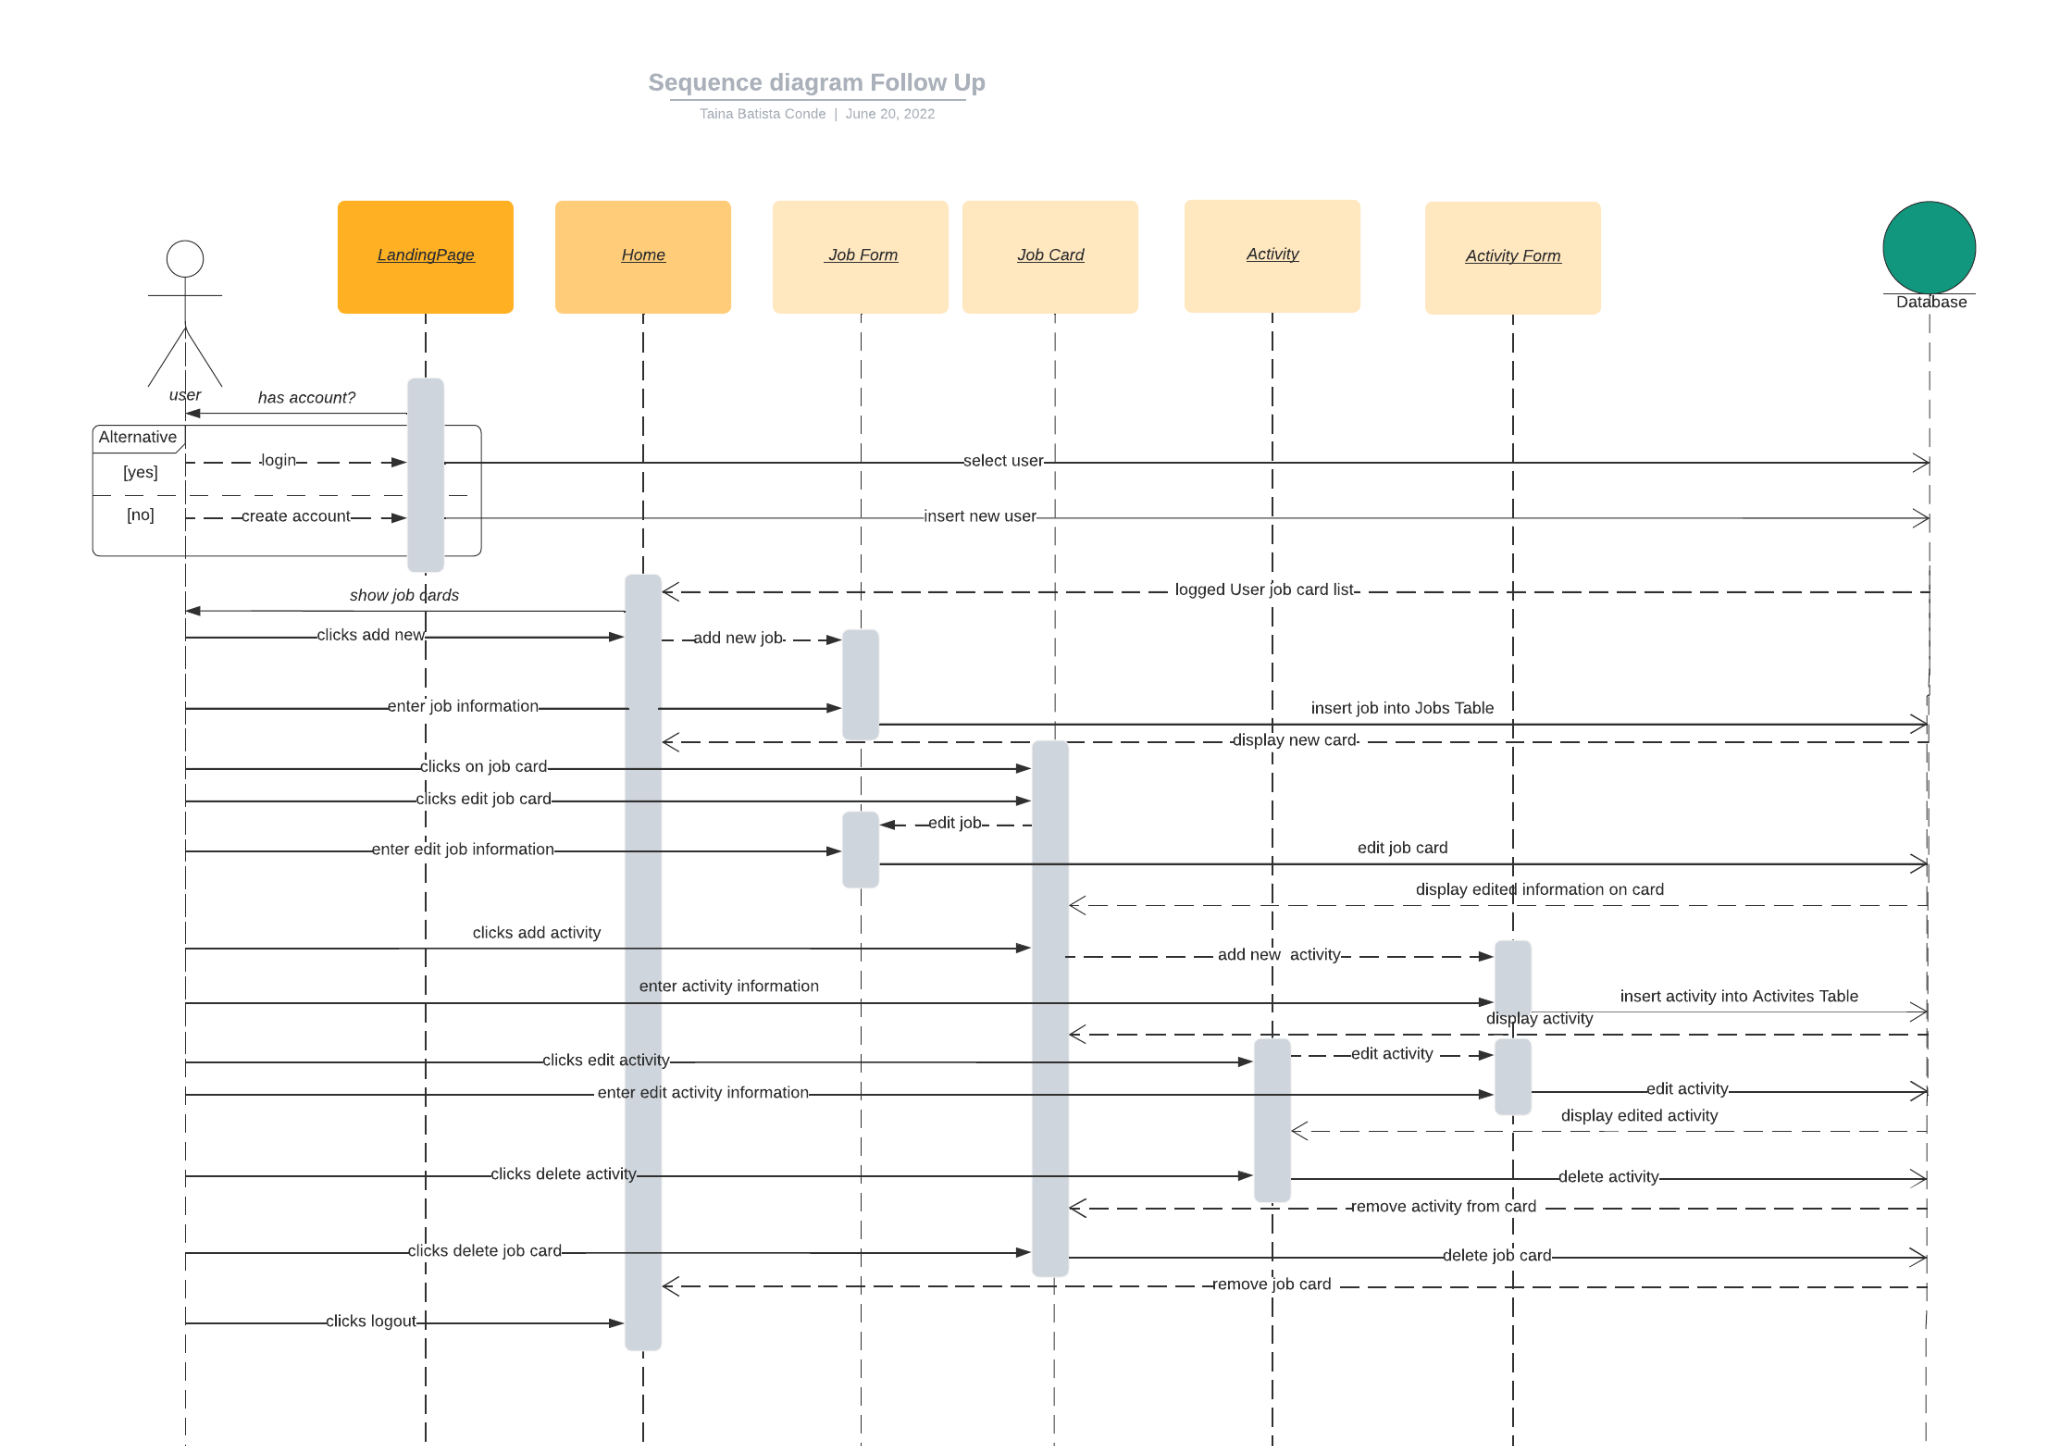 Sequence diagram Follow Up
Taina Batista Conde | June 20, 2022
LandingPage
Home
Job Form
Job Card
Activity
Activity Form
Database
user
has account?
Alternative
[yes]
login
select user
[no]
create account
insert new user
logged User job card list
show job cards
clicks add new
add new job
enter job information
insert job into Jobs Table
display new card
clicks on job card
clicks edit job card
edit job
enter edit job information
edit job card
display edited information on card
clicks add activity
add new activity
enter activity information
insert activity into Activites Table
display activity
clicks edit activity
edit activity
enter edit activity information
edit activity
display edited activity
clicks delete activity
delete activity
remove activity from card
clicks delete job card
delete job card
remove job card
clicks logout